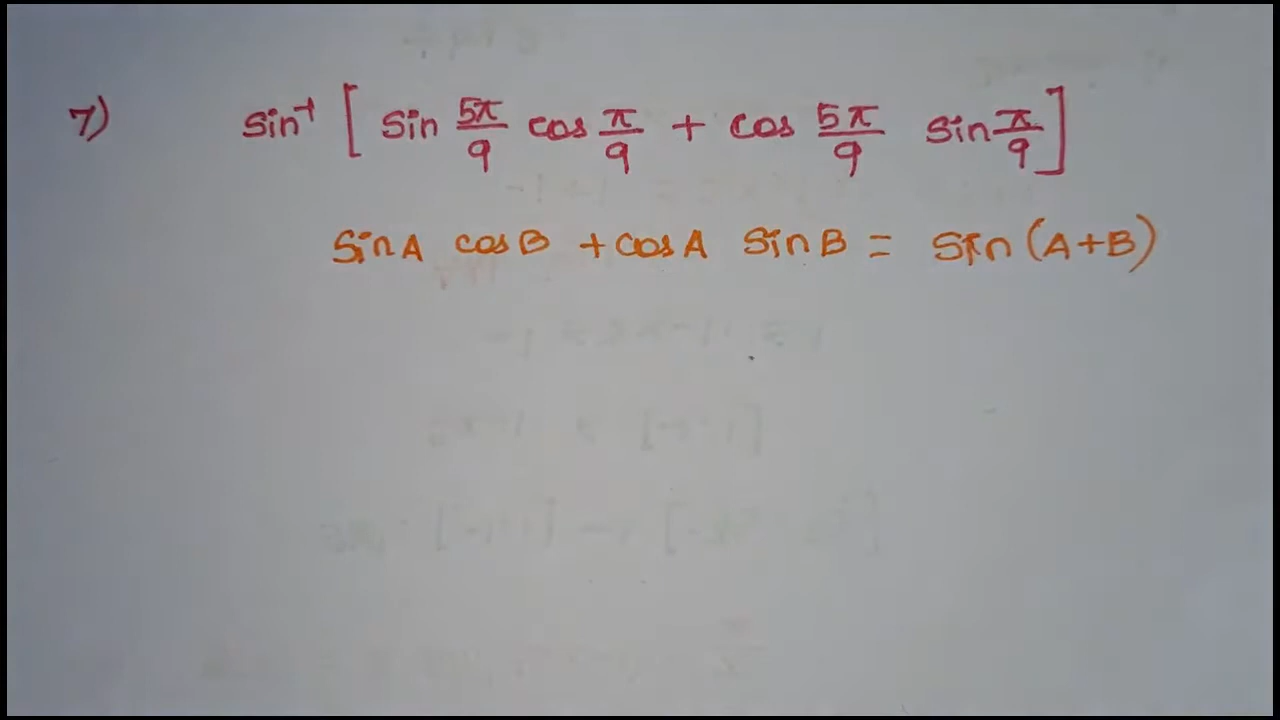 7) sin⁻¹ [ sin 5π/9 cos π/9 + cos 5π/9 sin π/9 ]
sin A cos B + cos A sin B = sin (A+B)